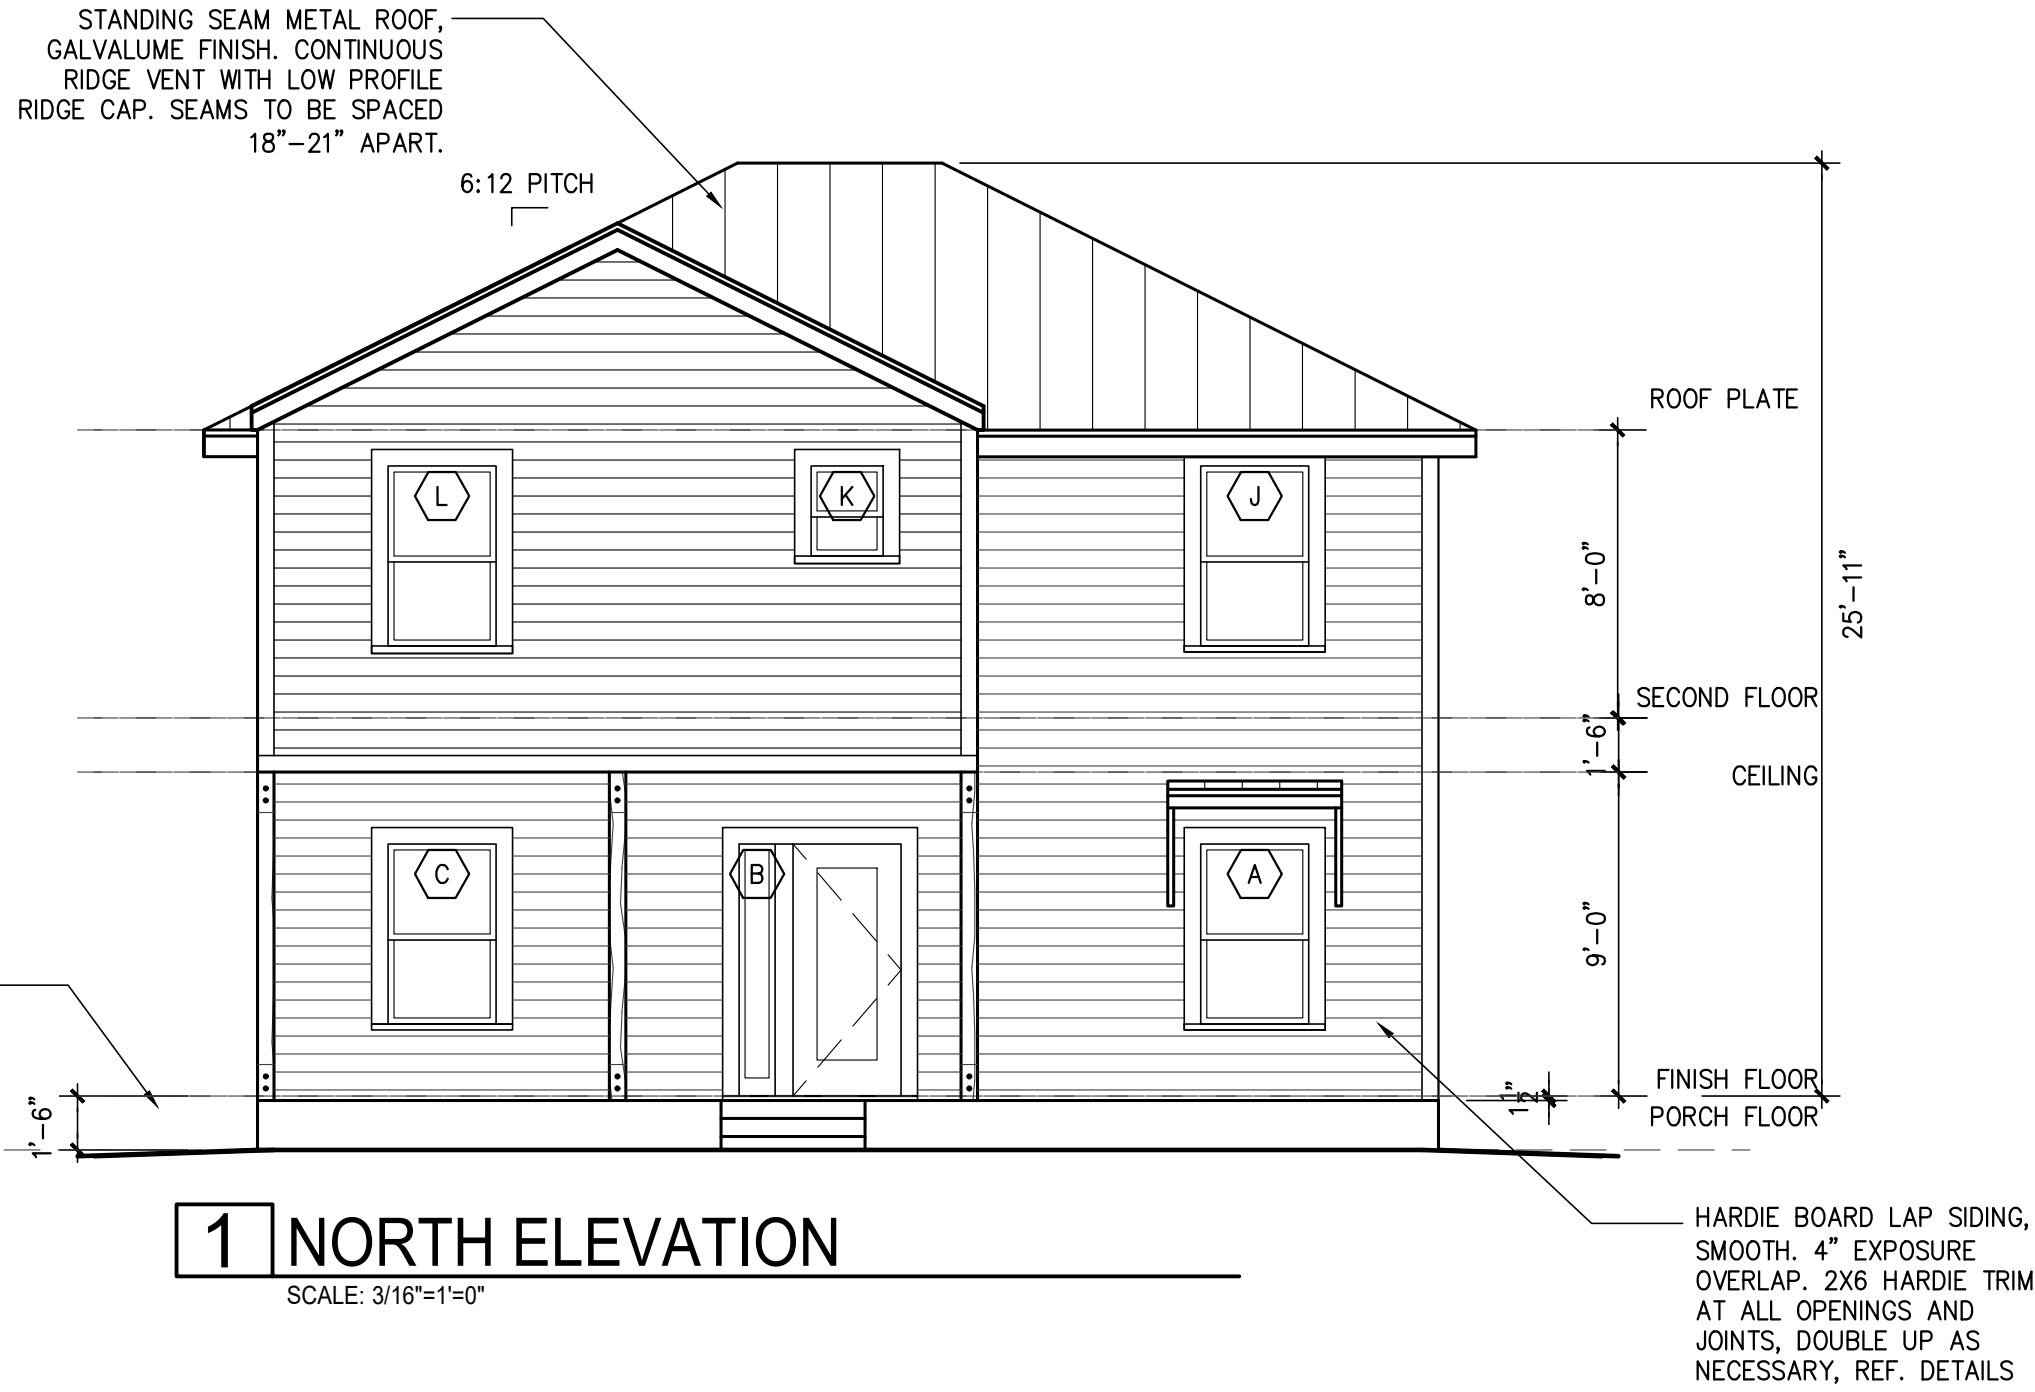 STANDING SEAM METAL ROOF,
GALVALUME FINISH. CONTINUOUS
RIDGE VENT WITH LOW PROFILE
RIDGE CAP. SEAMS TO BE SPACED
18"-21" APART.
6:12 PITCH
ROOF PLATE
L
K
J
8'-0"
25'-11"
SECOND FLOOR
1'-6"
CEILING
C
B
A
9'-0"
FINISH FLOOR
1 1/2"
PORCH FLOOR
1'-6"
1 NORTH ELEVATION
SCALE: 3/16"=1'=0"
HARDIE BOARD LAP SIDING,
SMOOTH. 4" EXPOSURE
OVERLAP. 2X6 HARDIE TRIM
AT ALL OPENINGS AND
JOINTS, DOUBLE UP AS
NECESSARY, REF. DETAILS